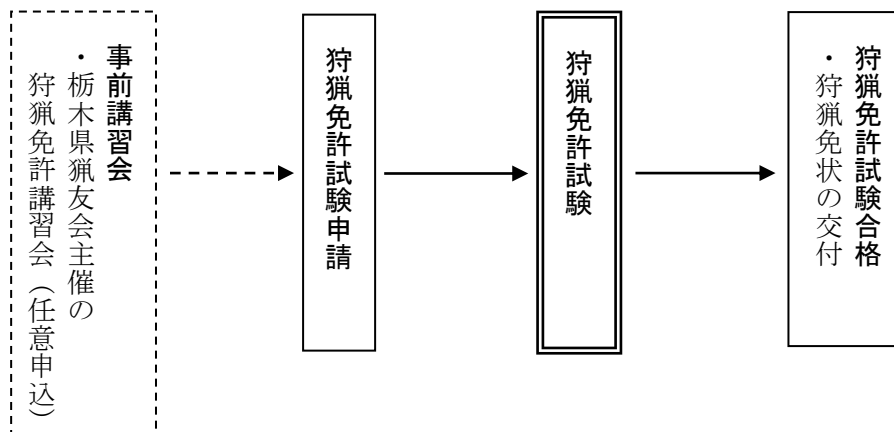 事前講習会
・栃木県猟友会主催の
狩猟免許講習会（任意申込）
狩猟免許試験申請
狩猟免許試験
狩猟免許試験合格
・狩猟免状の交付